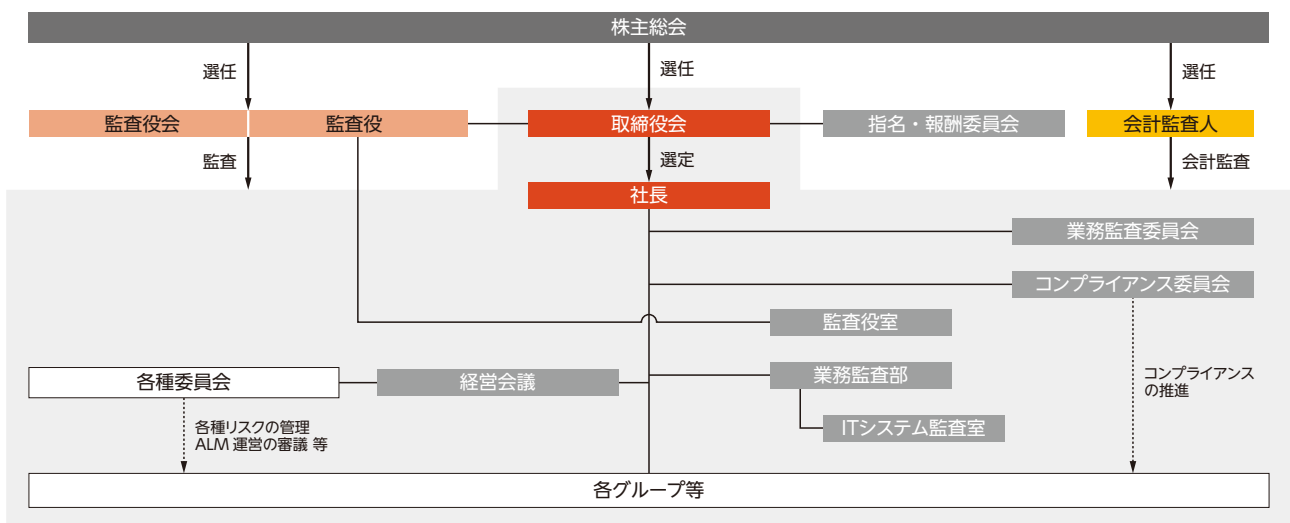 株主総会
選任
選任
選任
監査役会
監査役
取締役会
指名・報酬委員会
会計監査人
監査
選定
会計監査
社長
業務監査委員会
コンプライアンス委員会
監査役室
各種委員会
経営会議
業務監査部
コンプライアンス
の推進
各種リスクの管理
ALM 運営の審議 等
ITシステム監査室
各グループ等